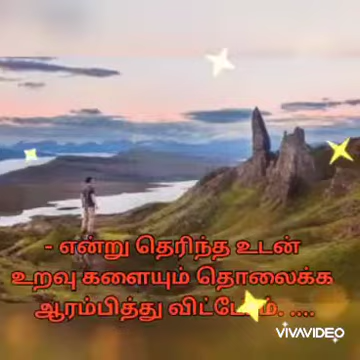 - என்று தெரிந்த உடன்
உறவு களையும் தொலைக்க
ஆரம்பித்து விட்டோம். ....
VIVAVIDEO